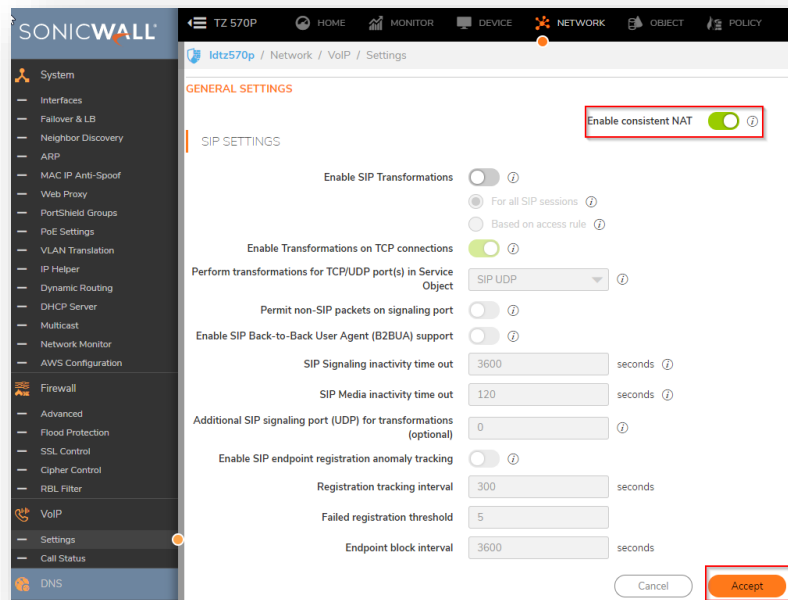 SONICWALL
TZ 570P
HOME
MONITOR
DEVICE
NETWORK
OBJECT
POLICY
ldtz570p / Network / VoIP / Settings
System
Interfaces
Failover & LB
Neighbor Discovery
ARP
MAC IP Anti-Spoof
Web Proxy
PortShield Groups
PoE Settings
VLAN Translation
IP Helper
Dynamic Routing
DHCP Server
Multicast
Network Monitor
AWS Configuration
Firewall
Advanced
Flood Protection
SSL Control
Cipher Control
RBL Filter
VoIP
Settings
Call Status
DNS
GENERAL SETTINGS
Enable consistent NAT
SIP SETTINGS
Enable SIP Transformations
For all SIP sessions
Based on access rule
Enable Transformations on TCP connections
Perform transformations for TCP/UDP port(s) in Service
Object
SIP UDP
Permit non-SIP packets on signaling port
Enable SIP Back-to-Back User Agent (B2BUA) support
SIP Signaling inactivity time out 3600 seconds
SIP Media inactivity time out 120 seconds
Additional SIP signaling port (UDP) for transformations
(optional)
0
Enable SIP endpoint registration anomaly tracking
Registration tracking interval 300 seconds
Failed registration threshold 5
Endpoint block interval 3600 seconds
Cancel
Accept